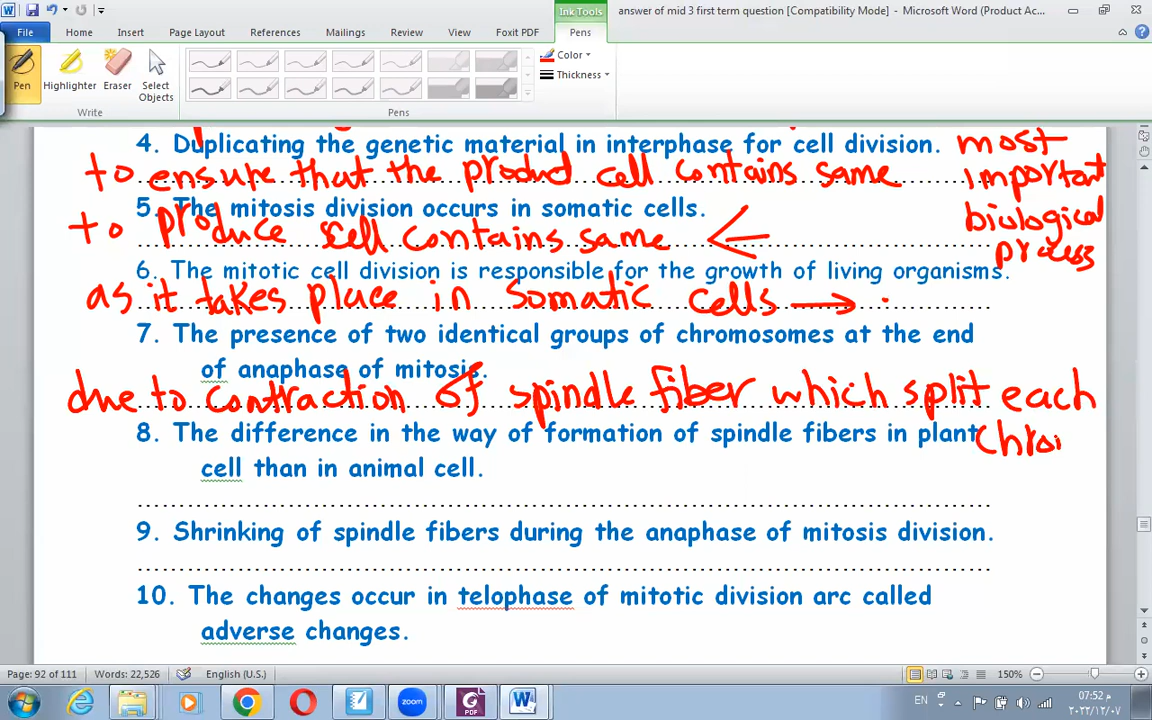 answer of mid 3 first term question [Compatibility Mode] - Microsoft Word (Product Ac...
Ink Tools
File Home Insert Page Layout References Mailings Review View Foxit PDF Pens
Pen Highlighter Eraser Select Objects
Color
Thickness
Write Pens
4. Duplicating the genetic material in interphase for cell division. most
to ensure that the product cell contains same important
5. The mitosis division occurs in somatic cells. biological
to produce cell contains same process
6. The mitotic cell division is responsible for the growth of living organisms.
as it takes place in somatic cells →
7. The presence of two identical groups of chromosomes at the end
of anaphase of mitosis.
due to contraction of spindle fiber which split each
8. The difference in the way of formation of spindle fibers in plant chro
cell than in animal cell.
9. Shrinking of spindle fibers during the anaphase of mitosis division.
10. The changes occur in telophase of mitotic division arc called
adverse changes.
Page: 92 of 111 Words: 22,526 English (U.S.) 150%
zoom PDF W EN
07:52 م
٢٠٢٢/١٢/٠٧